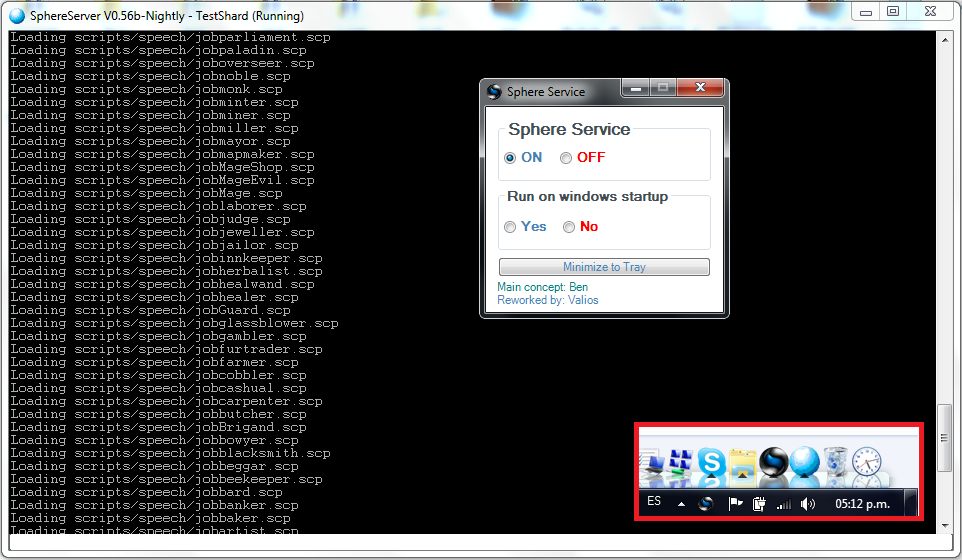 SphereServer V0.56b-Nightly - TestShard (Running)
Loading scripts/speech/jobparliament.scp
Loading scripts/speech/jobpaladin.scp
Loading scripts/speech/joboverseer.scp
Loading scripts/speech/jobnoble.scp
Loading scripts/speech/jobmonk.scp
Loading scripts/speech/jobminter.scp
Loading scripts/speech/jobminer.scp
Loading scripts/speech/jobmiller.scp
Loading scripts/speech/jobmayor.scp
Loading scripts/speech/jobmapmaker.scp
Loading scripts/speech/jobMageShop.scp
Loading scripts/speech/jobMageEvil.scp
Loading scripts/speech/jobMage.scp
Loading scripts/speech/joblaborer.scp
Loading scripts/speech/jobjudge.scp
Loading scripts/speech/jobjeweller.scp
Loading scripts/speech/jobjailor.scp
Loading scripts/speech/jobinnkeeper.scp
Loading scripts/speech/jobherbalist.scp
Loading scripts/speech/jobhealwand.scp
Loading scripts/speech/jobhealer.scp
Loading scripts/speech/jobGuard.scp
Loading scripts/speech/jobglassblower.scp
Loading scripts/speech/jobgambler.scp
Loading scripts/speech/jobfurtrader.scp
Loading scripts/speech/jobfarmer.scp
Loading scripts/speech/jobcobbler.scp
Loading scripts/speech/jobcashual.scp
Loading scripts/speech/jobcarpenter.scp
Loading scripts/speech/jobbutcher.scp
Loading scripts/speech/jobBrigand.scp
Loading scripts/speech/jobbowyer.scp
Loading scripts/speech/jobblacksmith.scp
Loading scripts/speech/jobbeggar.scp
Loading scripts/speech/jobbeekeeper.scp
Loading scripts/speech/jobbard.scp
Loading scripts/speech/jobbanker.scp
Loading scripts/speech/jobbaker.scp
Loading scripts/speech/jobartist.scp
Sphere Service
Sphere Service
ON OFF
Run on windows startup
Yes No
Minimize to Tray
Main concept: Ben
Reworked by: Valios
ES 05:12 p.m.